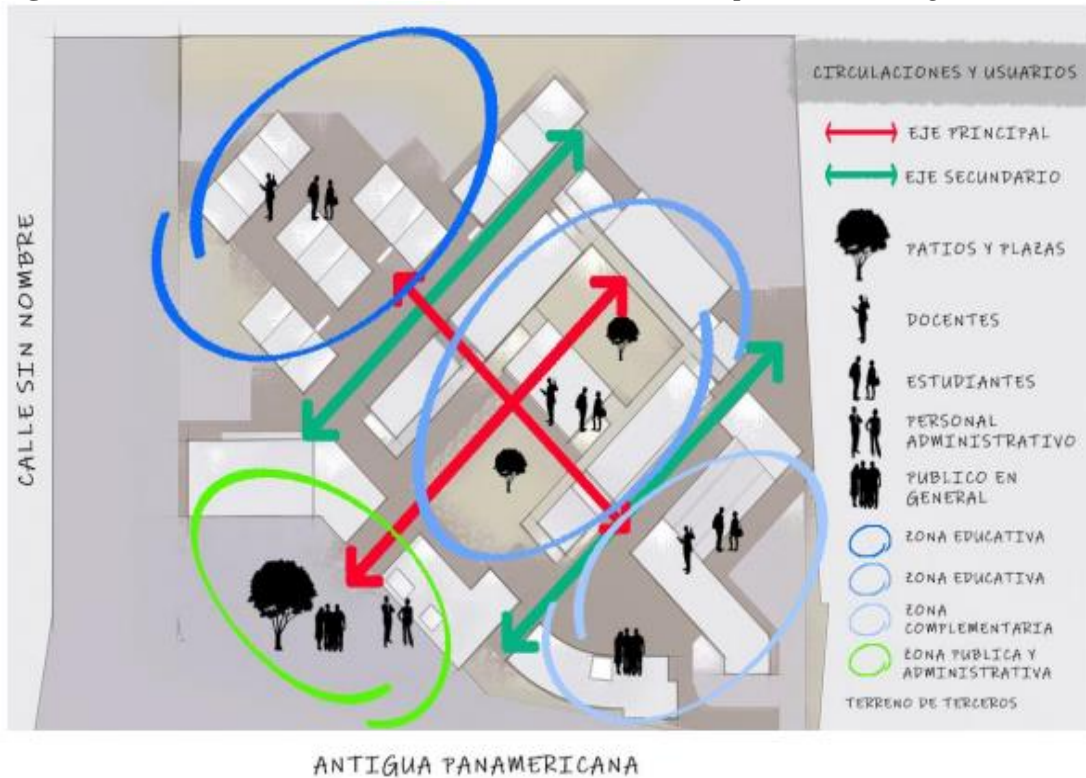 CIRCULACIONES Y USUARIOS
EJE PRINCIPAL
EJE SECUNDARIO
PATIOS Y PLAZAS
DOCENTES
ESTUDIANTES
PERSONAL
ADMINISTRATIVO
PUBLICO EN
GENERAL
ZONA EDUCATIVA
ZONA EDUCATIVA
ZONA
COMPLEMENTARIA
ZONA PUBLICA Y
ADMINISTRATIVA
TERRENO DE TERCEROS
CALLE SIN NOMBRE
ANTIGUA PANAMERICANA